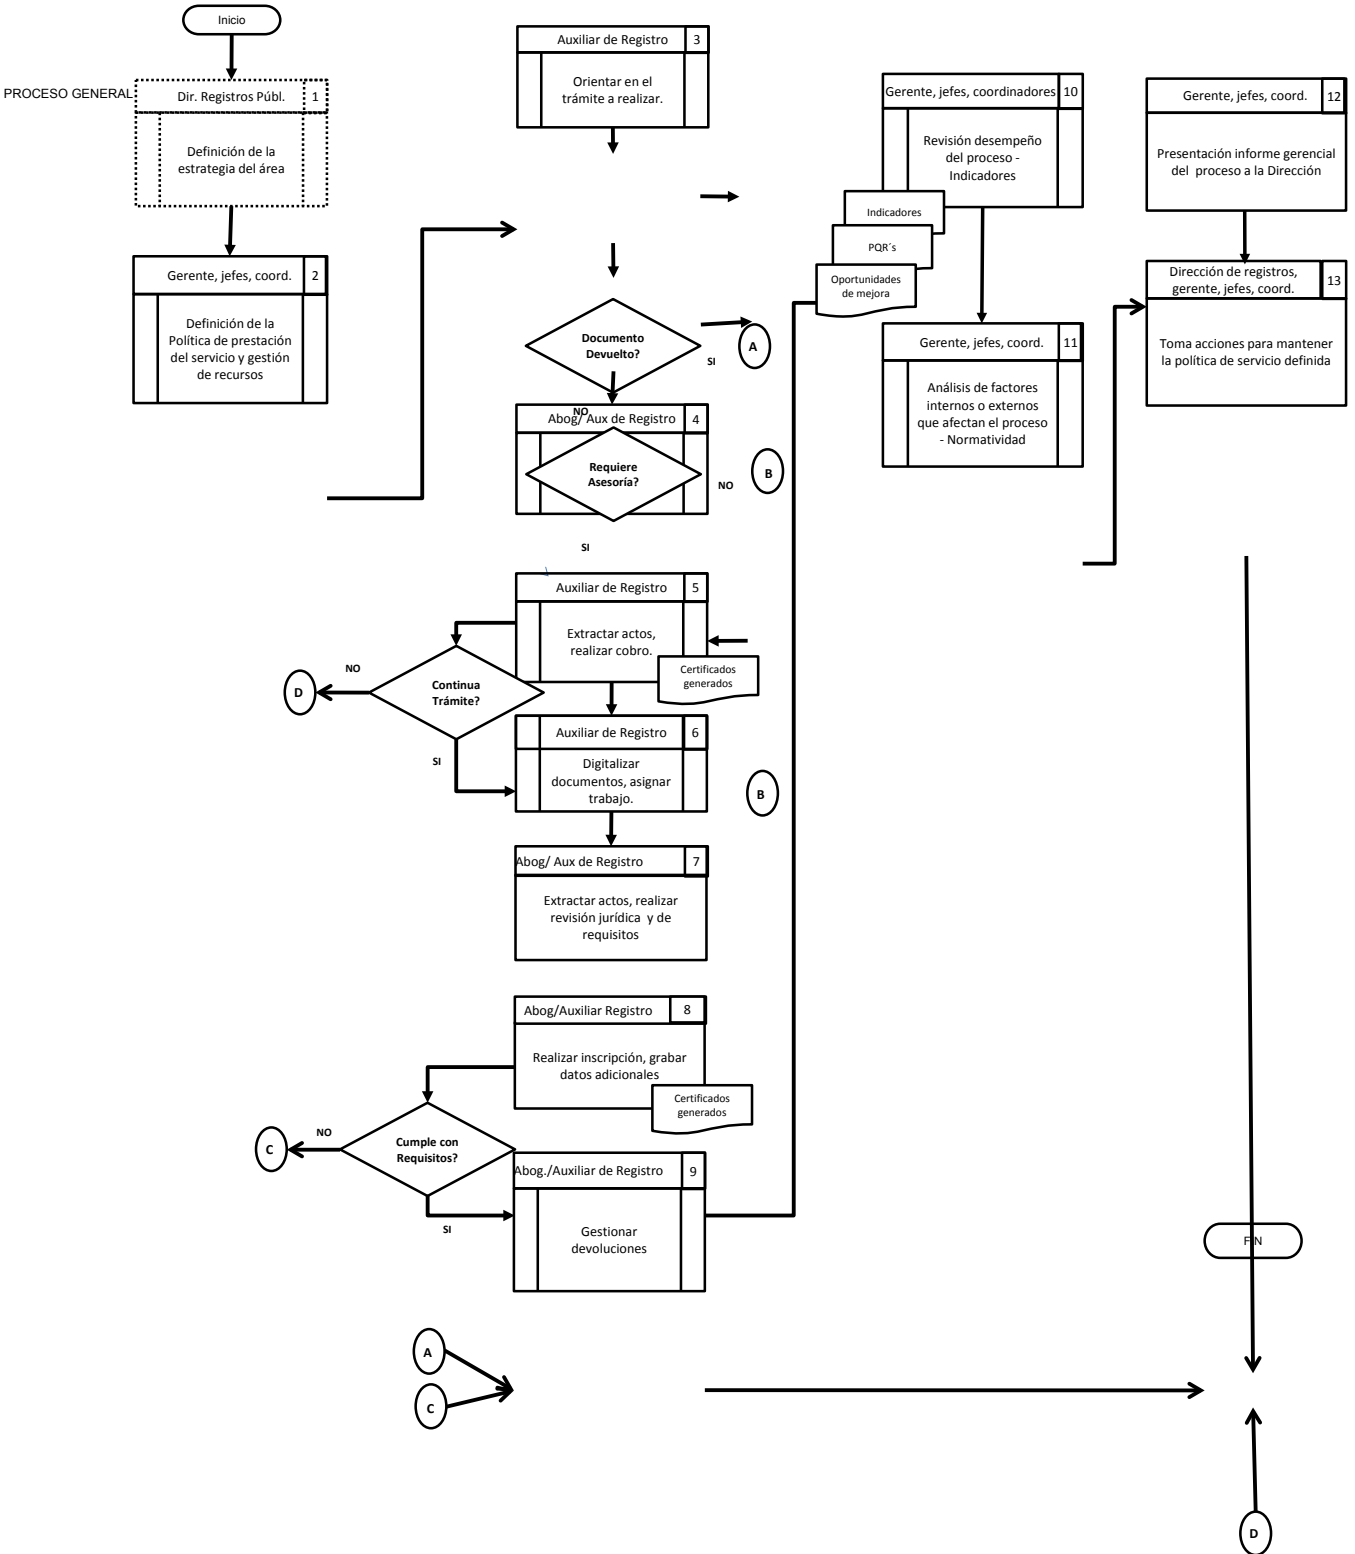 Inicio
PROCESO GENERAL
Dir. Registros Públ. 1
Definición de la
estrategia del área
Gerente, jefes, coord. 2
Definición de la
Política de prestación
del servicio y gestión
de recursos
Auxiliar de Registro 3
Orientar en el
trámite a realizar.
Documento
Devuelto?
SI
A
NO
Abog/ Aux de Registro 4
Requiere
Asesoría?
NO
B
SI
Auxiliar de Registro 5
Extractar actos,
realizar cobro.
Certificados
generados
Continua
Trámite?
NO
D
SI
Auxiliar de Registro 6
Digitalizar
documentos, asignar
trabajo.
B
Abog/ Aux de Registro 7
Extractar actos, realizar
revisión jurídica y de
requisitos
Abog/Auxiliar Registro 8
Realizar inscripción, grabar
datos adicionales
Certificados
generados
Cumple con
Requisitos?
NO
C
SI
Abog./Auxiliar de Registro 9
Gestionar
devoluciones
A
C
Gerente, jefes, coordinadores 10
Revisión desempeño
del proceso -
Indicadores
Indicadores
PQR´s
Oportunidades
de mejora
Gerente, jefes, coord. 11
Análisis de factores
internos o externos
que afectan el proceso
- Normatividad
Gerente, jefes, coord. 12
Presentación informe gerencial
del proceso a la Dirección
Dirección de registros,
gerente, jefes, coord. 13
Toma acciones para mantener
la política de servicio definida
FIN
D